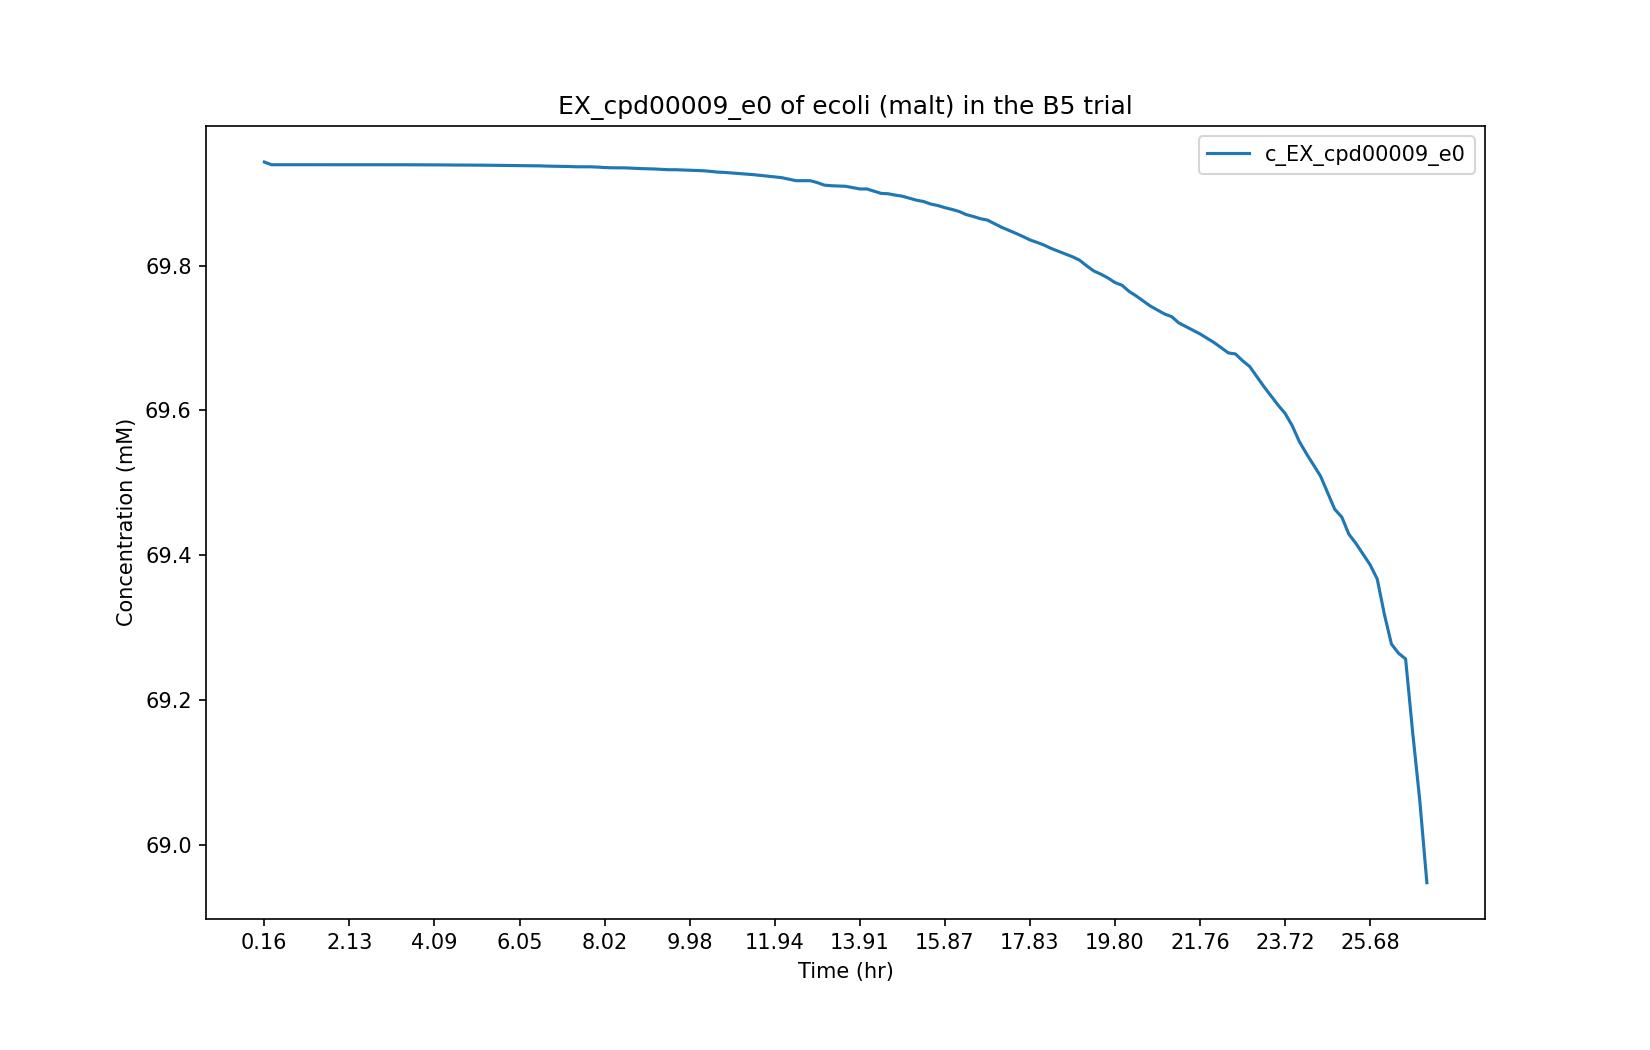 EX_cpd00009_e0 of ecoli (malt) in the B5 trial
c_EX_cpd00009_e0
Concentration (mM)
69.8
69.6
69.4
69.2
69.0
0.16 2.13 4.09 6.05 8.02 9.98 11.94 13.91 15.87 17.83 19.80 21.76 23.72 25.68
Time (hr)